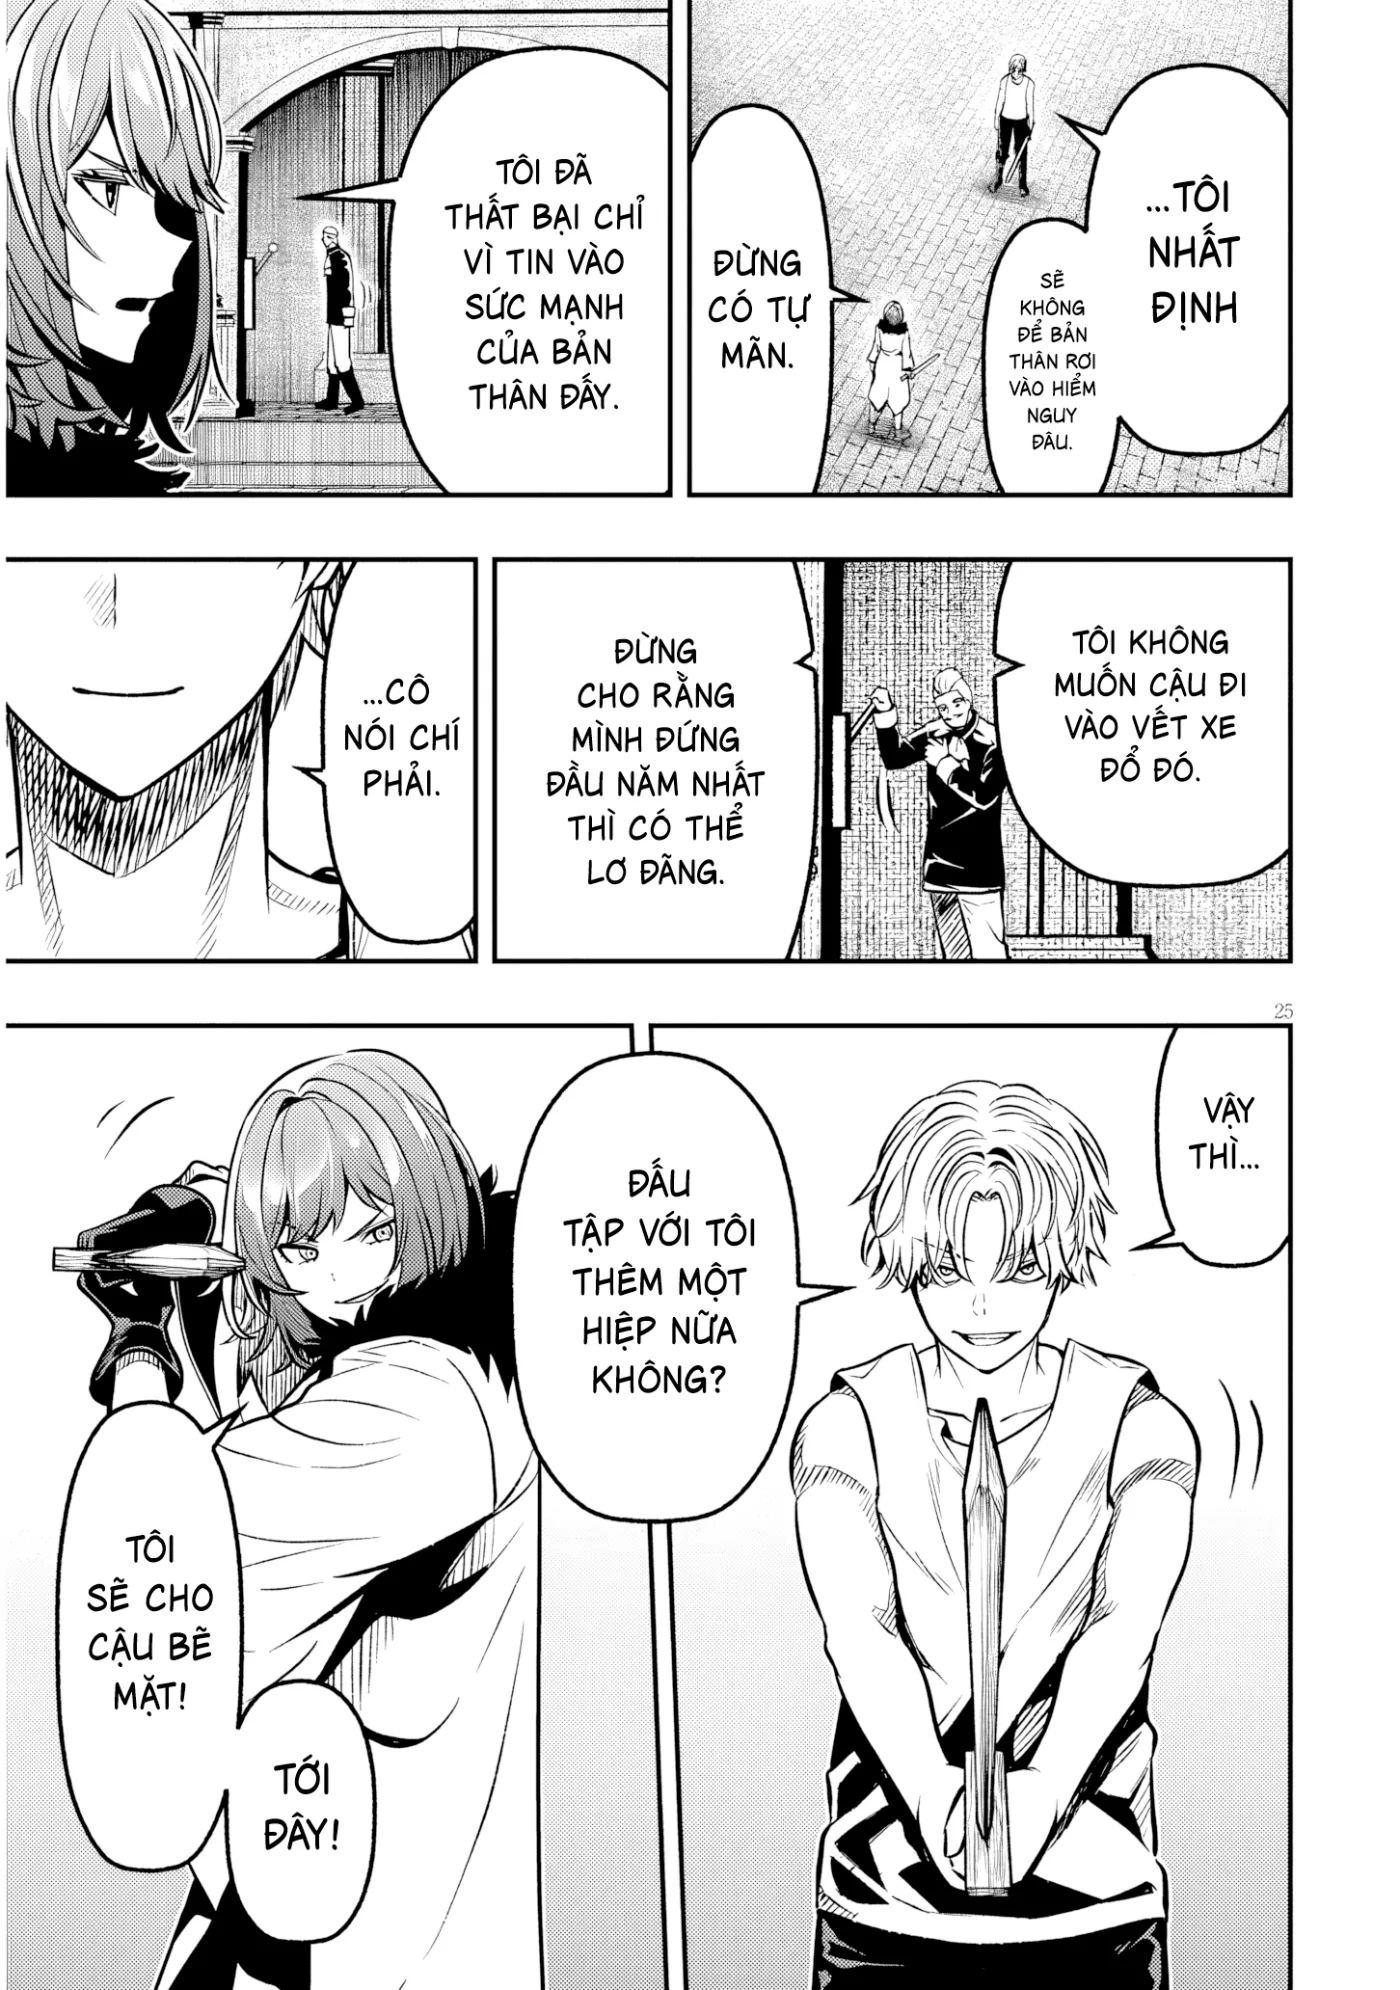 ...TÔI
NHẤT
ĐỊNH
SẼ
KHÔNG
ĐỂ BẢN
THÂN RƠI
VÀO HIỂM
NGUY
ĐÂU.
ĐỪNG
CÓ TỰ
MÃN.
TÔI ĐÃ
THẤT BẠI CHỈ
VÌ TIN VÀO
SỨC MẠNH
CỦA BẢN
THÂN ĐẤY.
TÔI KHÔNG
MUỐN CẬU ĐI
VÀO VẾT XE
ĐỔ ĐÓ.
ĐỪNG
CHO RẰNG
MÌNH ĐỨNG
ĐẦU NĂM NHẤT
THÌ CÓ THỂ
LƠ ĐÃNG.
...CÔ
NÓI CHÍ
PHẢI.
25
VẬY
THÌ...
ĐẤU
TẬP VỚI TÔI
THÊM MỘT
HIỆP NỮA
KHÔNG?
TÔI
SẼ CHO
CẬU BẼ
MẶT!
TỚI
ĐÂY!